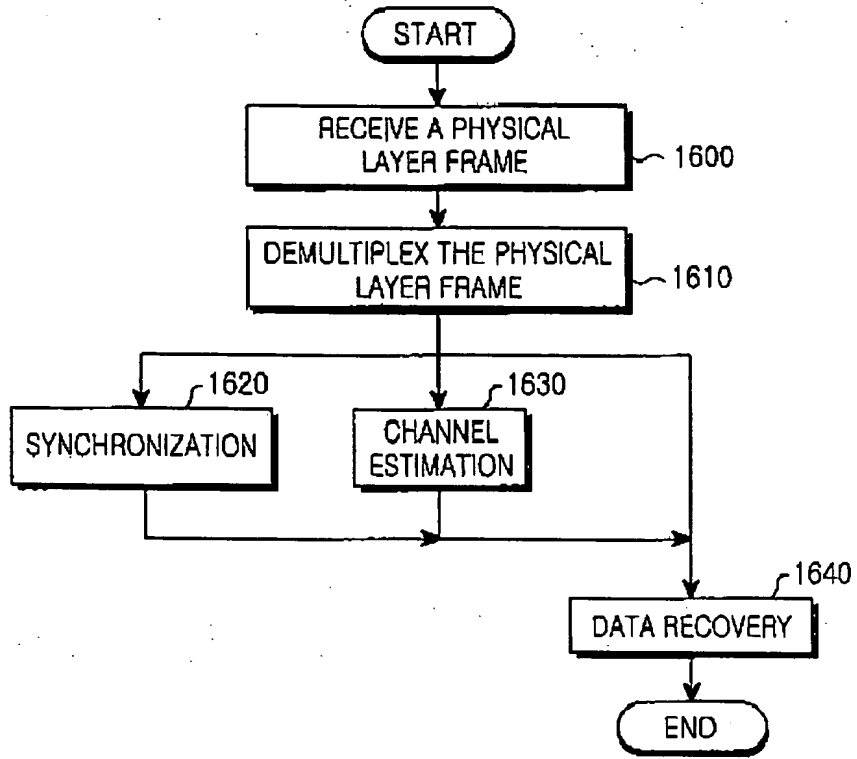 START
RECEIVE A PHYSICAL
LAYER FRAME
1600
DEMULTIPLEX THE PHYSICAL
LAYER FRAME
1610
1620
SYNCHRONIZATION
1630
CHANNEL
ESTIMATION
1640
DATA RECOVERY
END